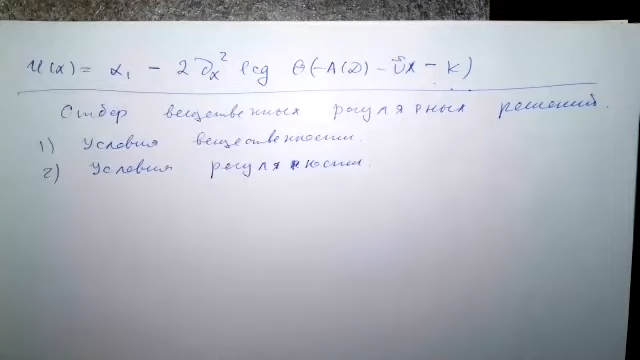 U(x) = α₁ - 2 ∂ₓ² log θ(-A(D) - Ūx - K)
Отбор вещественных регулярных решений.
1) Условия вещественности.
2) Условия регулярности.